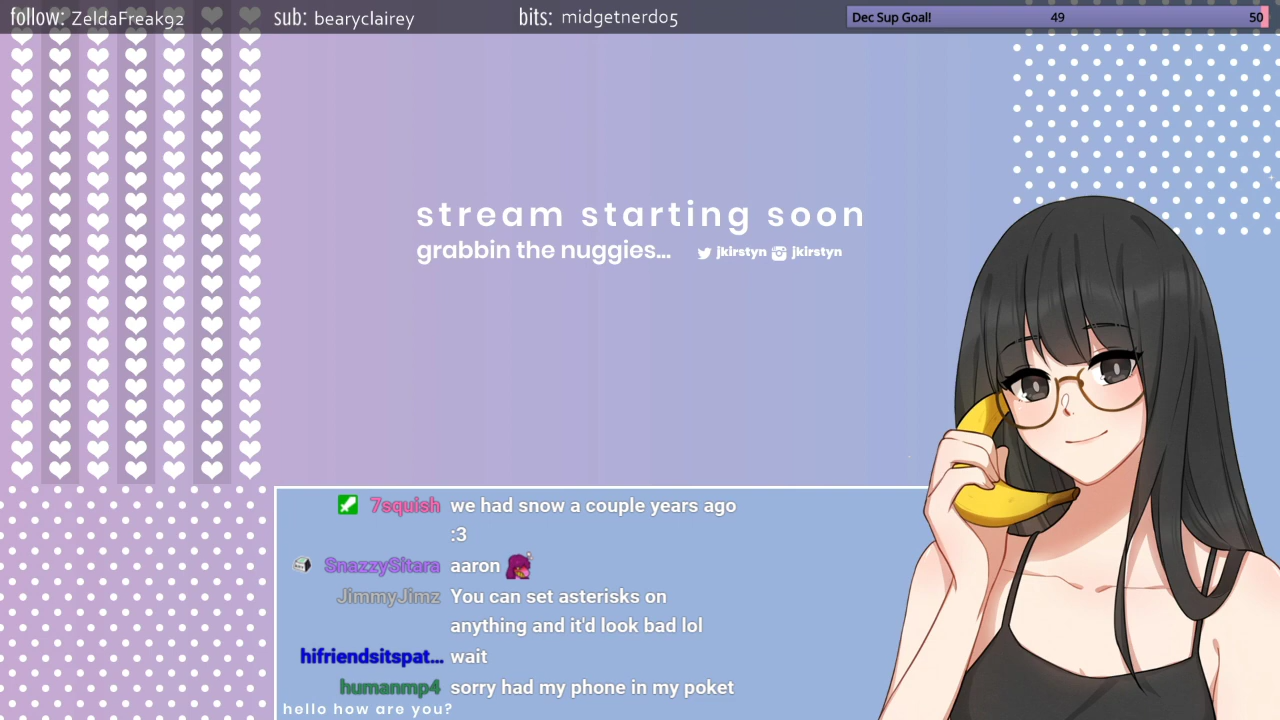 follow: ZeldaFreak92 sub: bearyclairey bits: midgetnerd05 Dec Sup Goal! 49 50
stream starting soon
grabbin the nuggies... jkirstyn jkirstyn
7squish we had snow a couple years ago
:3
SnazzySitara aaron
JimmyJimz You can set asterisks on
anything and it'd look bad lol
hifriendsitspat... wait
humanmp4 sorry had my phone in my poket
hello how are you?